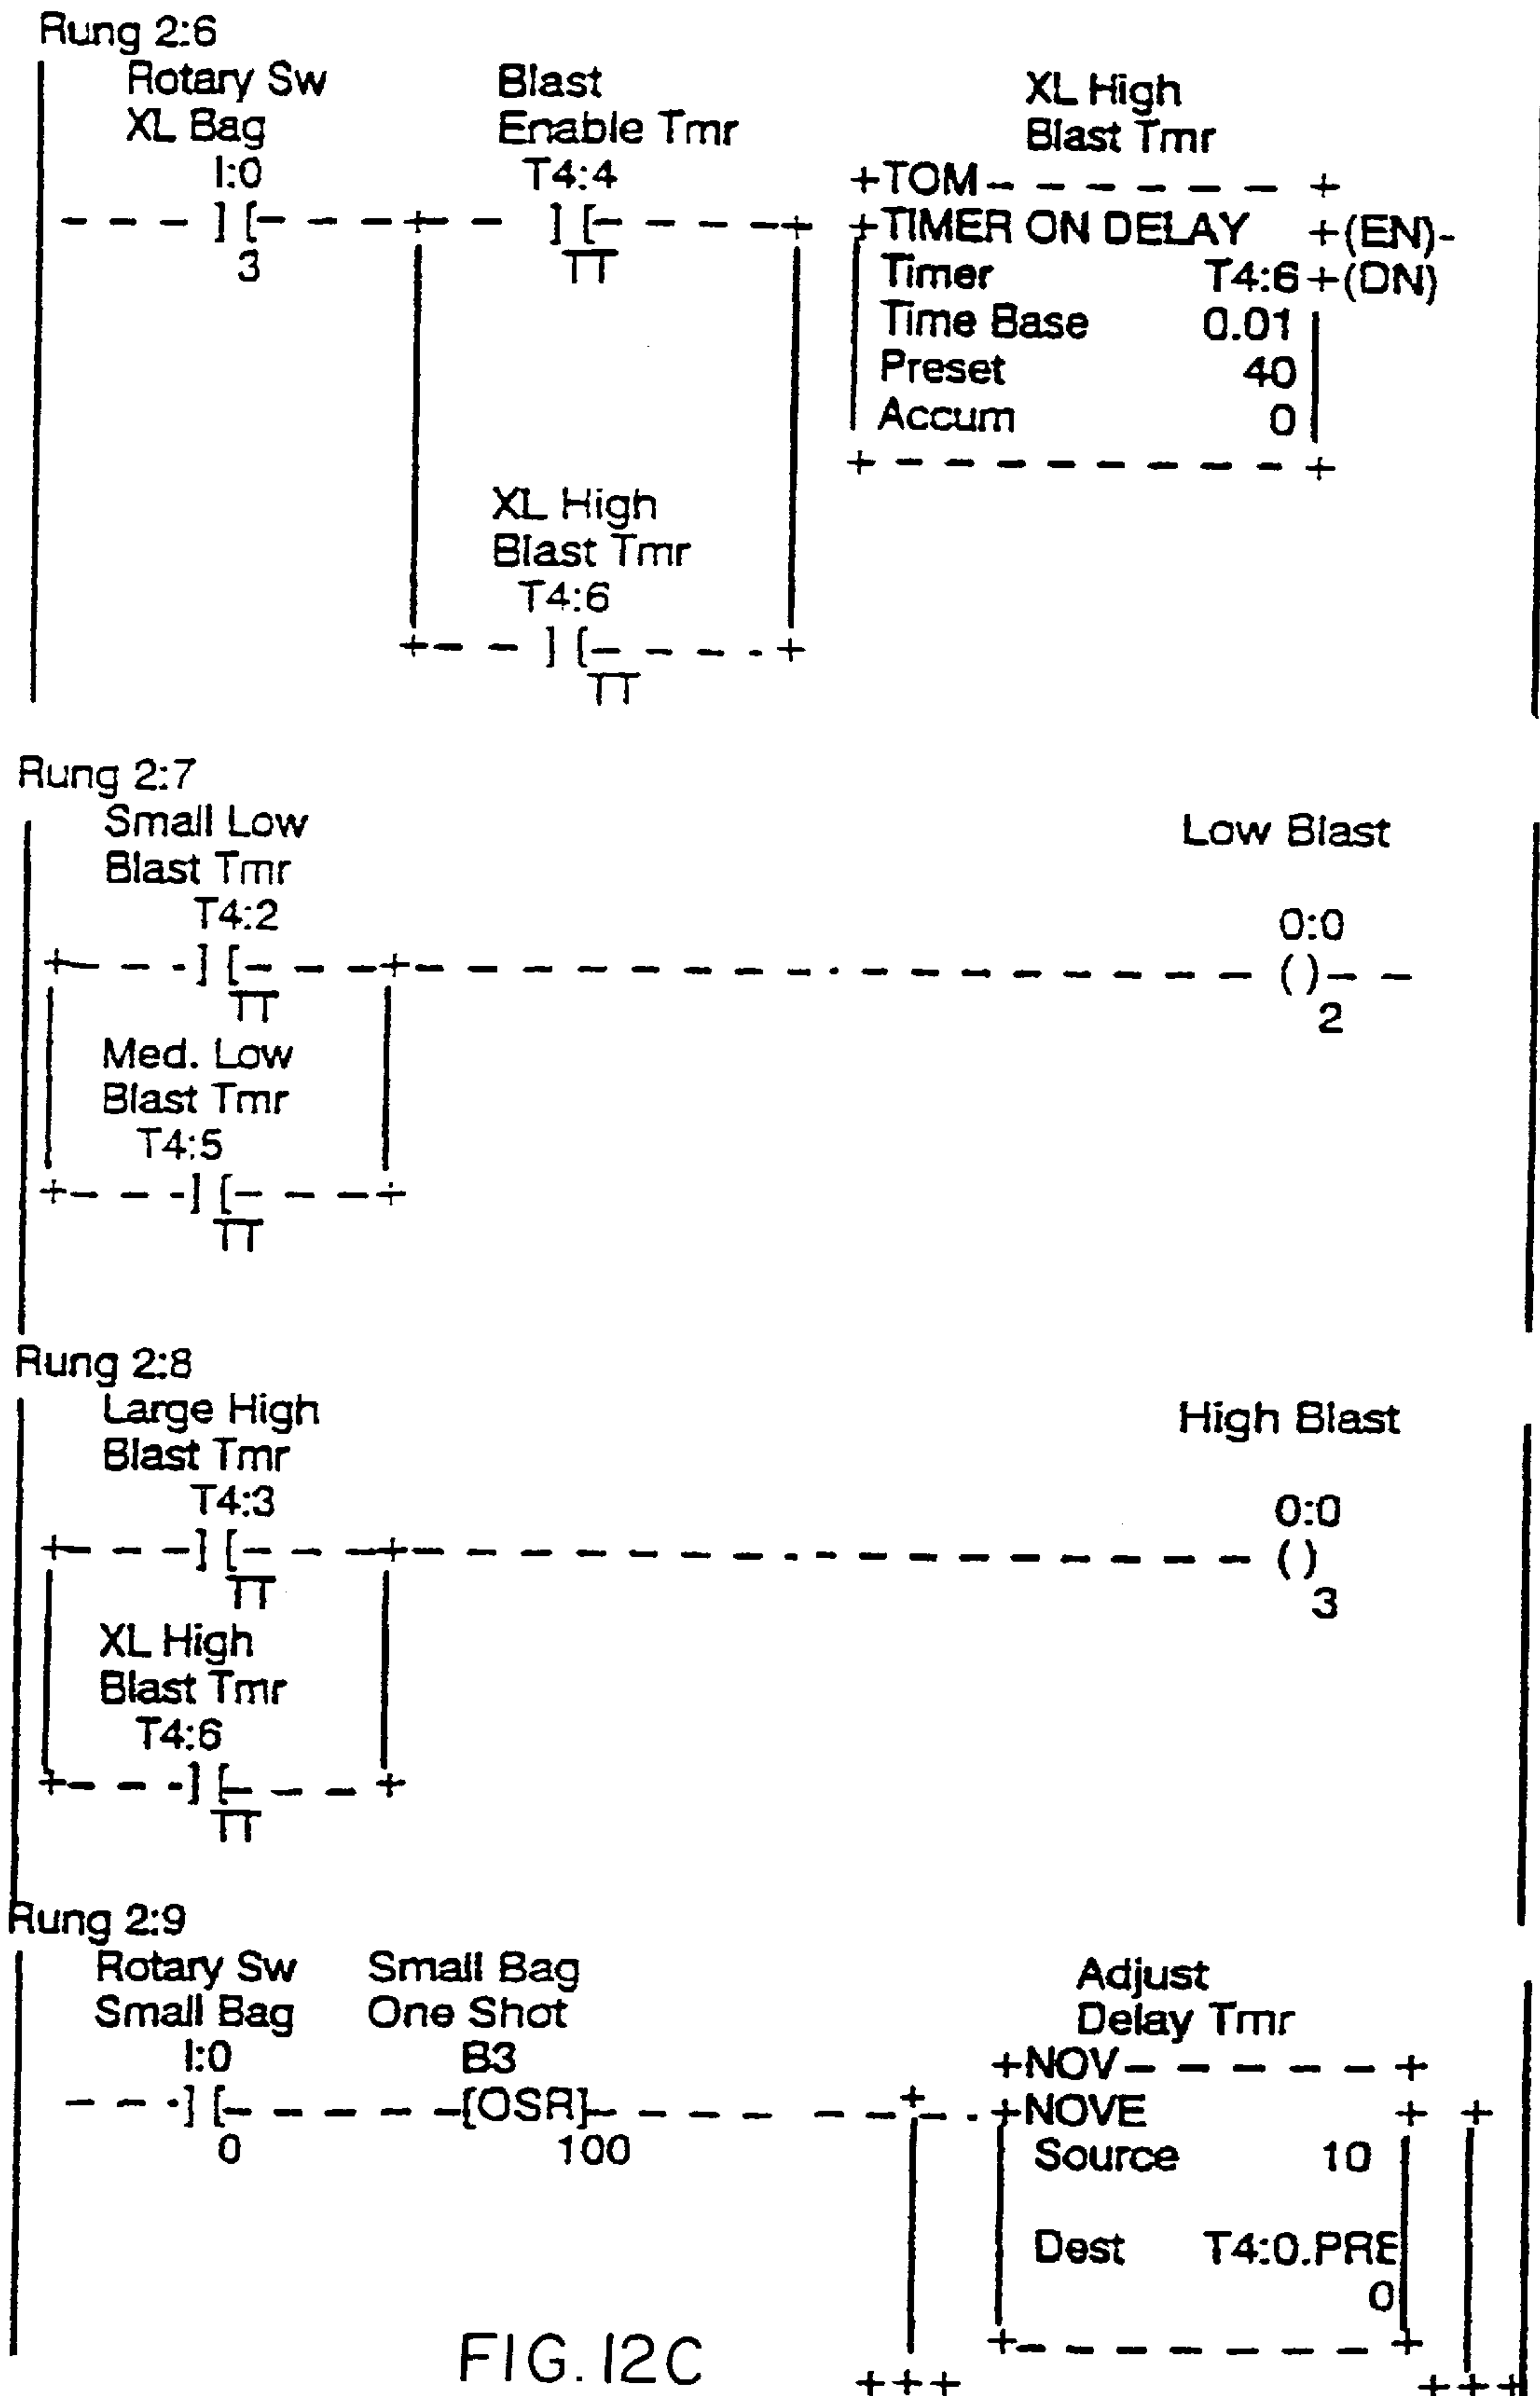 Rung 2:6
Rotary Sw Blast XL High
XL Bag Enable Tmr Blast Tmr
I:0 T4:4 +TOM- - - - - - - +
- - - ] [- - - -+- - ] [- - - -+ +TIMER ON DELAY +(EN)-
3 TT Timer T4:6+(DN)
Time Base 0.01
Preset 40
Accum 0
+- - - - - - - - -+
XL High
Blast Tmr
T4:6
+- - - ] [- - - - -+
TT
Rung 2:7
Small Low Low Blast
Blast Tmr
T4:2 0:0
+- - - -] [- - - -+- - - - - - - - - - - - - - - - - ( )- -
TT 2
Med. Low
Blast Tmr
T4:5
+- - - -] [- - - -+
TT
Rung 2:8
Large High High Blast
Blast Tmr
T4:3 0:0
+- - - -] [- - - -+- - - - - - - - - - - - - - - - - ( )
TT 3
XL High
Blast Tmr
T4:6
+- - - -] [- - - - +
TT
Rung 2:9
Rotary Sw Small Bag Adjust
Small Bag One Shot Delay Tmr
I:0 B3 +NOV- - - - - - +
- - -] [- - - - - -[OSR]- - - - - - - -+- - +NOVE + +
0 100 Source 10
Dest T4:0.PRE
0
+- - - - - - - -+
FIG. 12C +++ +++